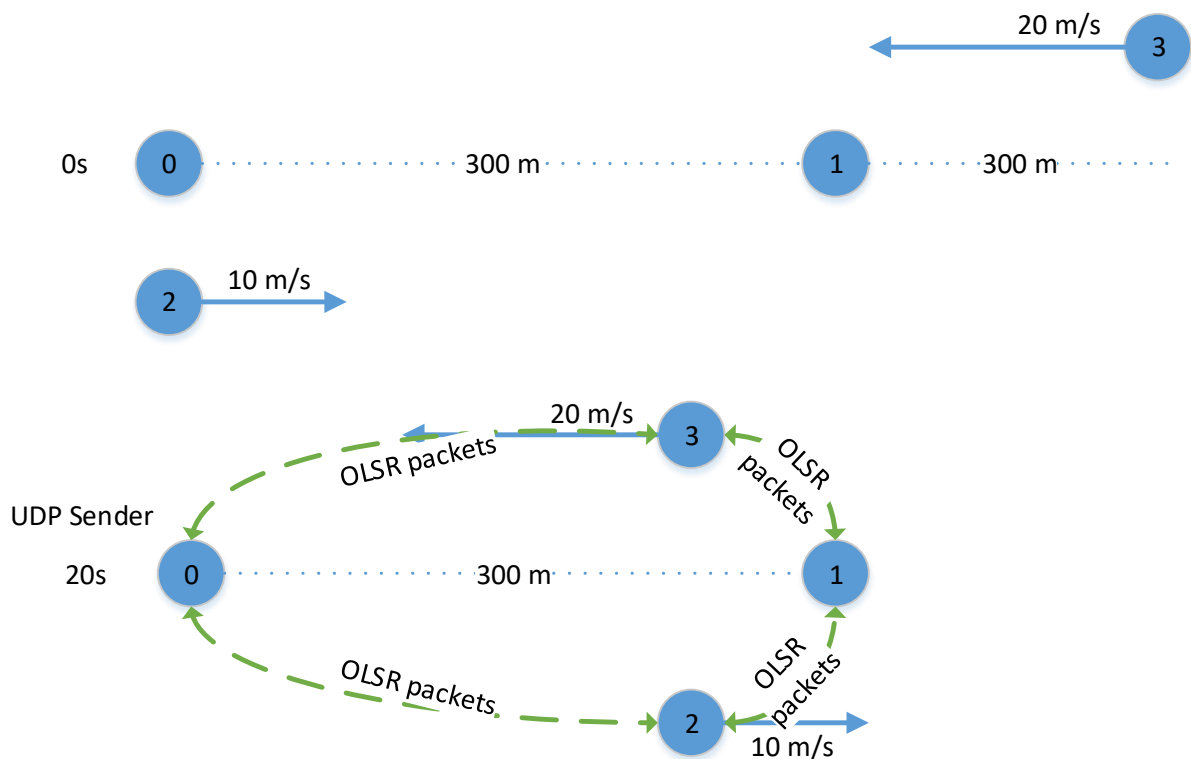 20 m/s
3
0s
0
300 m
1
300 m
10 m/s
2
20 m/s
3
OLSR packets
OLSR
packets
UDP Sender
20s
0
300 m
1
OLSR packets
OLSR
packets
2
10 m/s